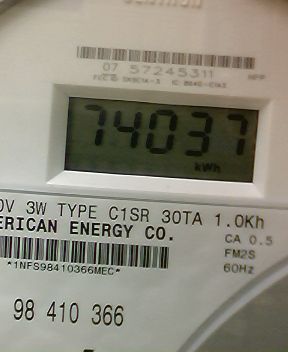 07 57245311
74037
kWh
0V 3W TYPE C1SR 30TA 1.0Kh
ERICAN ENERGY CO.
CA 0.5
FM2S
*1NFS98410366MEC*
60Hz
98 410 366